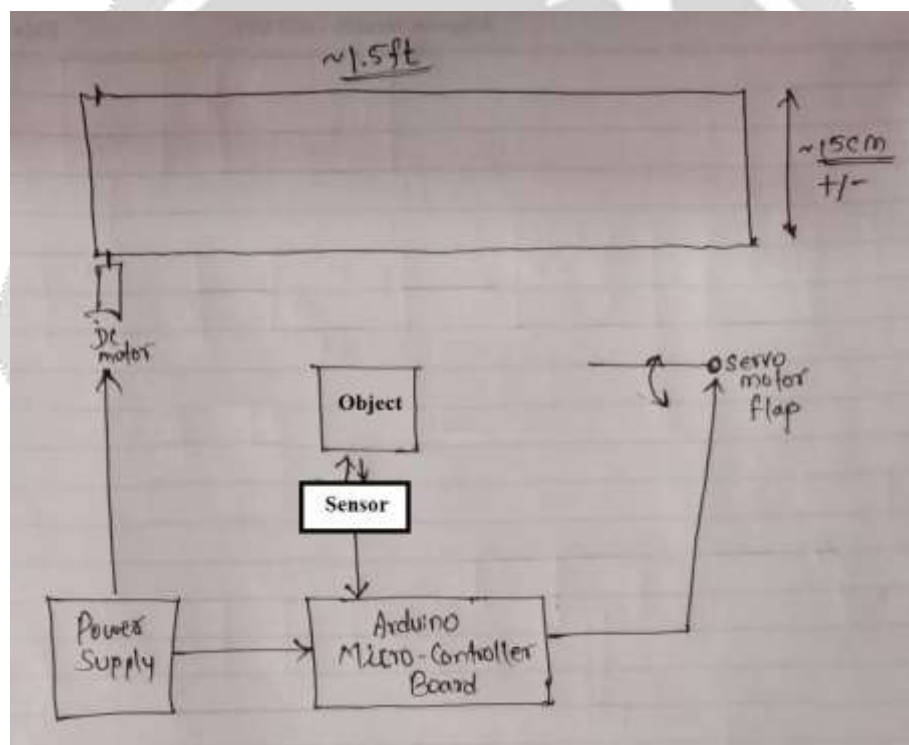 ~1.5ft
~15cm
+/-
DC
motor
Object
servo
motor
flap
Sensor
Power
Supply
Arduino
Micro-Controller
Board